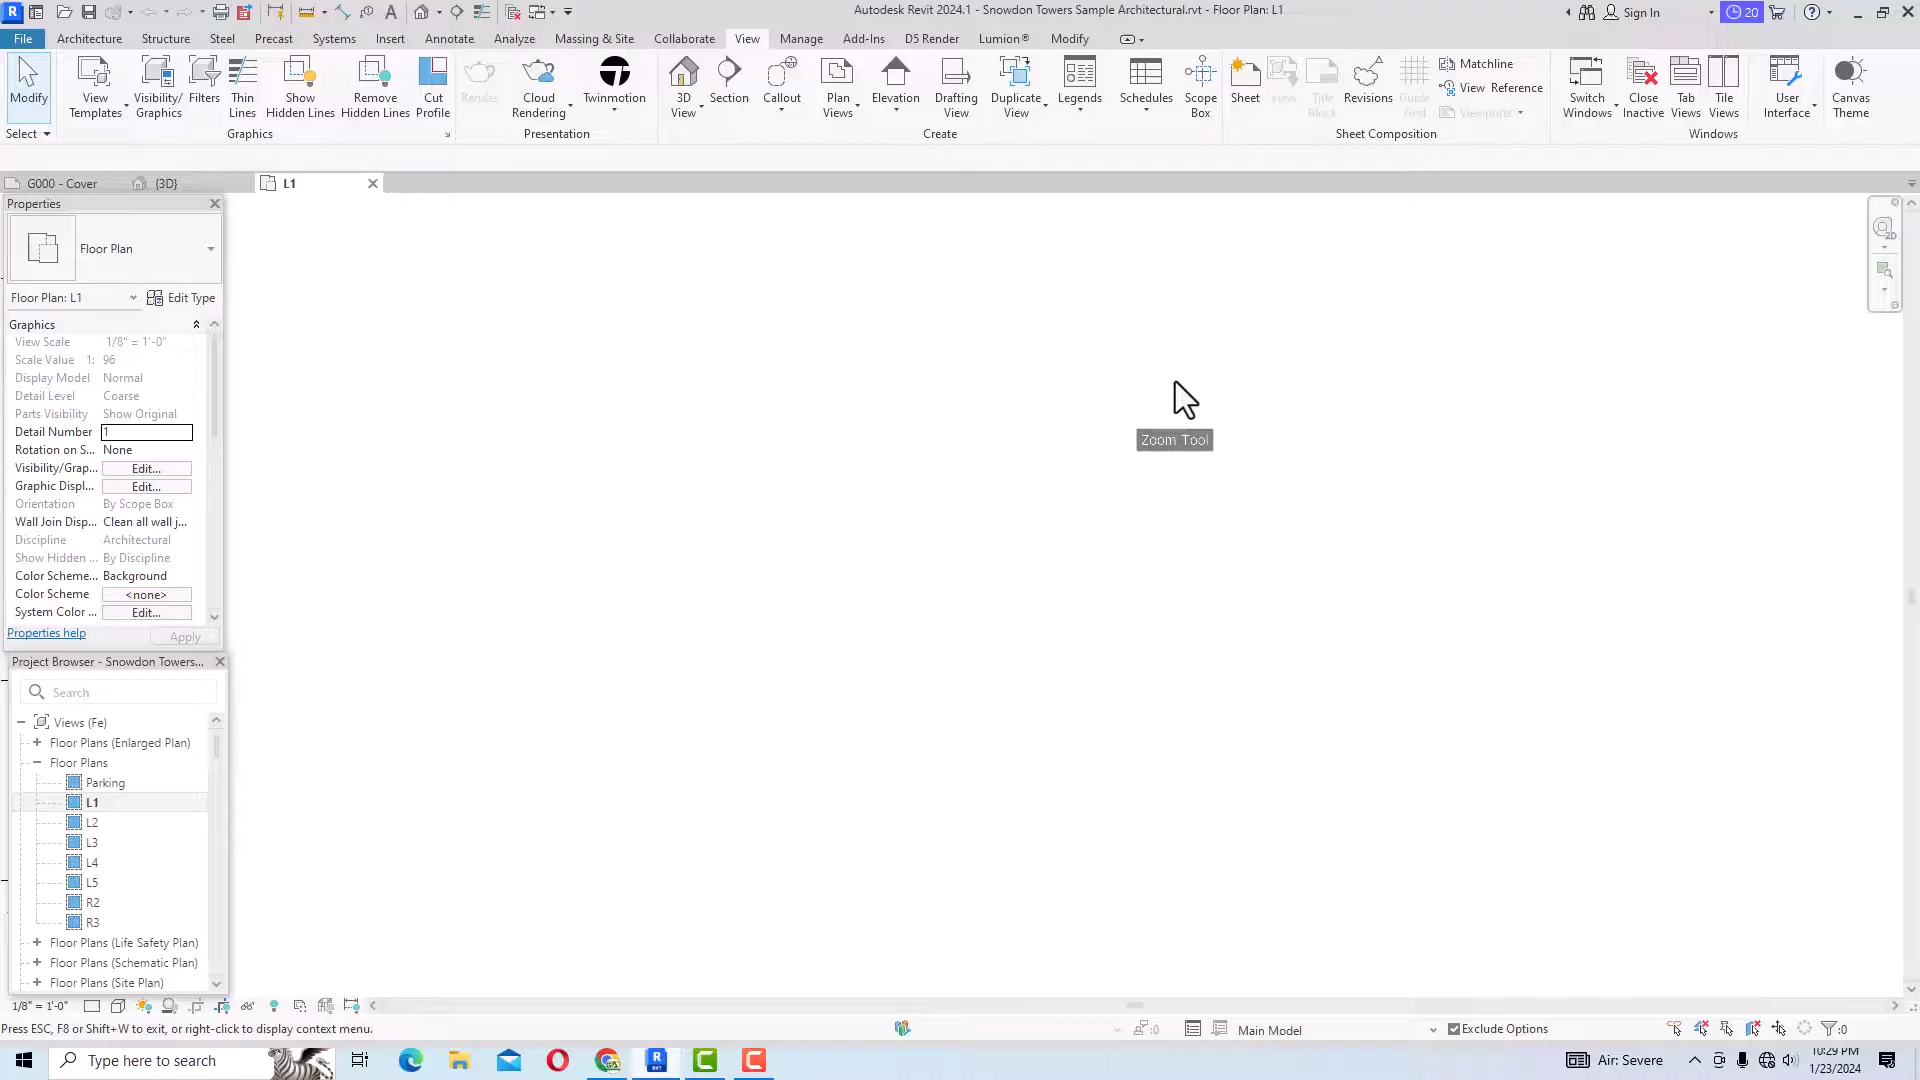 Autodesk Revit 2024.1 - Snowdon Towers Sample Architectural.rvt - Floor Plan: L1
Sign In
20
File Architecture Structure Steel Precast Systems Insert Annotate Analyze Massing & Site Collaborate View Manage Add-Ins D5 Render Lumion® Modify
Modify
View Templates
Visibility/ Graphics
Filters
Thin Lines
Show Hidden Lines
Remove Hidden Lines
Cut Profile
Render
Cloud Rendering
Twinmotion
3D View
Section
Callout
Plan Views
Elevation
Drafting View
Duplicate View
Legends
Schedules
Scope Box
Sheet
View
Title Block
Revisions
Guide Grid
Matchline
View Reference
Viewports
Switch Windows
Close Inactive
Tab Views
Tile Views
User Interface
Canvas Theme
Select Graphics Presentation Create Sheet Composition Windows
G000 - Cover {3D} L1
Properties
Floor Plan
Floor Plan: L1 Edit Type
Graphics
View Scale 1/8" = 1'-0"
Scale Value 1: 96
Display Model Normal
Detail Level Coarse
Parts Visibility Show Original
Detail Number 1
Rotation on S... None
Visibility/Grap... Edit...
Graphic Displ... Edit...
Orientation By Scope Box
Wall Join Disp... Clean all wall j...
Discipline Architectural
Show Hidden ... By Discipline
Color Scheme... Background
Color Scheme <none>
System Color ... Edit...
Properties help Apply
Zoom Tool
2D
Project Browser - Snowdon Towers...
Search
Views (Fe)
Floor Plans (Enlarged Plan)
Floor Plans
Parking
L1
L2
L3
L4
L5
R2
R3
Floor Plans (Life Safety Plan)
Floor Plans (Schematic Plan)
Floor Plans (Site Plan)
1/8" = 1'-0"
Press ESC, F8 or Shift+W to exit, or right-click to display context menu.
:0
Main Model
Exclude Options
:0
Type here to search
Air: Severe
10:29 PM
1/23/2024